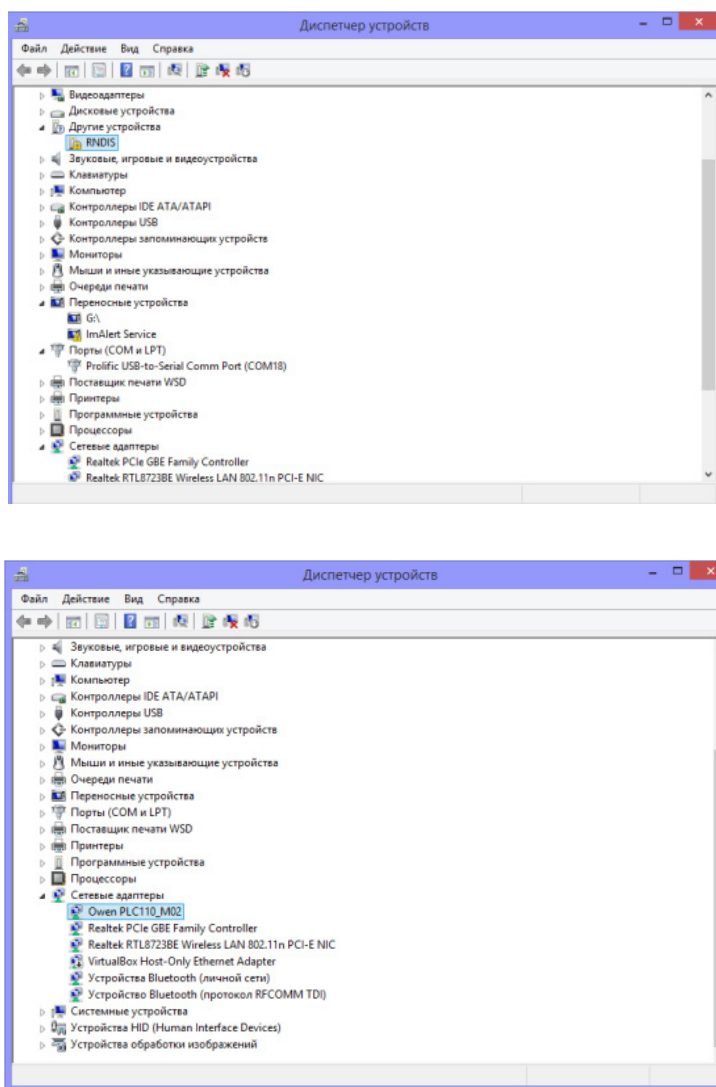 Диспетчер устройств
Файл Действие Вид Справка
Видеоадаптеры
Дисковые устройства
Другие устройства
RNDIS
Звуковые, игровые и видеоустройства
Клавиатуры
Компьютер
Контроллеры IDE ATA/ATAPI
Контроллеры USB
Контроллеры запоминающих устройств
Мониторы
Мыши и иные указывающие устройства
Очереди печати
Переносные устройства
G:\
ImAlert Service
Порты (COM и LPT)
Prolific USB-to-Serial Comm Port (COM18)
Поставщик печати WSD
Принтеры
Программные устройства
Процессоры
Сетевые адаптеры
Realtek PCIe GBE Family Controller
Realtek RTL8723BE Wireless LAN 802.11n PCI-E NIC
Диспетчер устройств
Файл Действие Вид Справка
Звуковые, игровые и видеоустройства
Клавиатуры
Компьютер
Контроллеры IDE ATA/ATAPI
Контроллеры USB
Контроллеры запоминающих устройств
Мониторы
Мыши и иные указывающие устройства
Очереди печати
Переносные устройства
Порты (COM и LPT)
Поставщик печати WSD
Принтеры
Программные устройства
Процессоры
Сетевые адаптеры
Owen PLC110_M02
Realtek PCIe GBE Family Controller
Realtek RTL8723BE Wireless LAN 802.11n PCI-E NIC
VirtualBox Host-Only Ethernet Adapter
Устройства Bluetooth (личной сети)
Устройство Bluetooth (протокол RFCOMM TDI)
Системные устройства
Устройства HID (Human Interface Devices)
Устройства обработки изображений